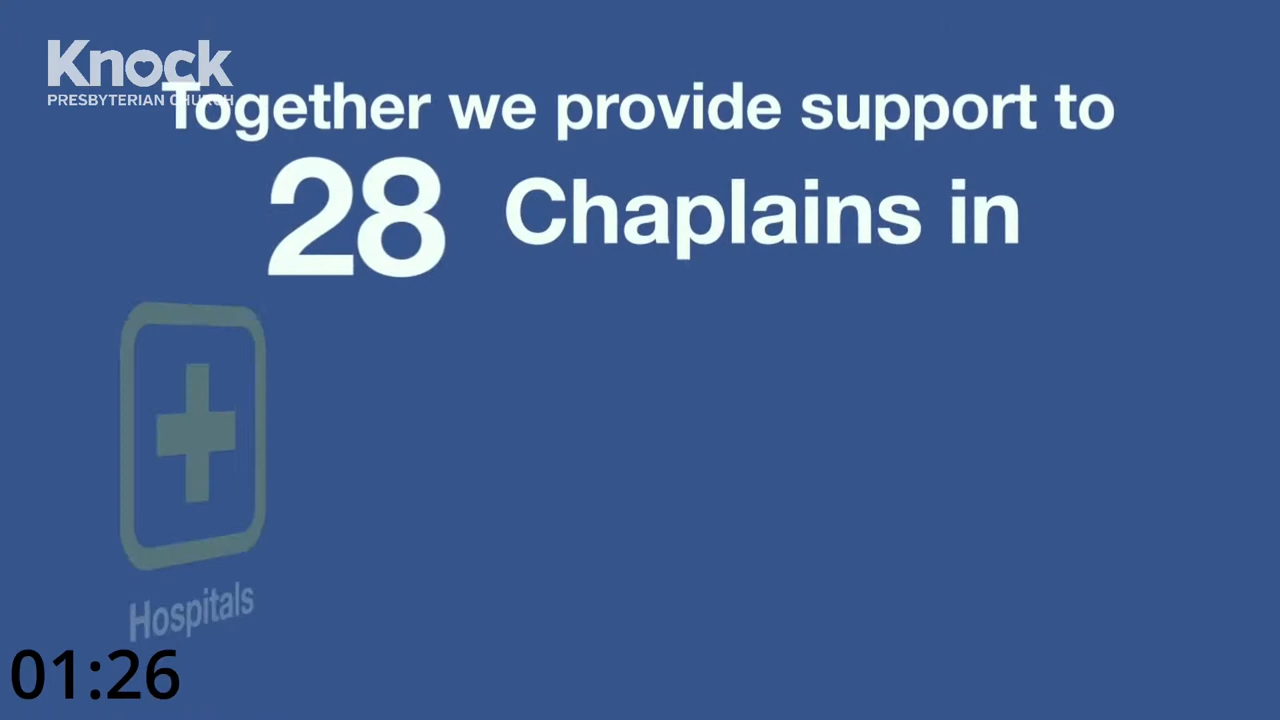 Knock
PRESBYTERIAN CHURCH
Together we provide support to
28 Chaplains in
Hospitals
01:26